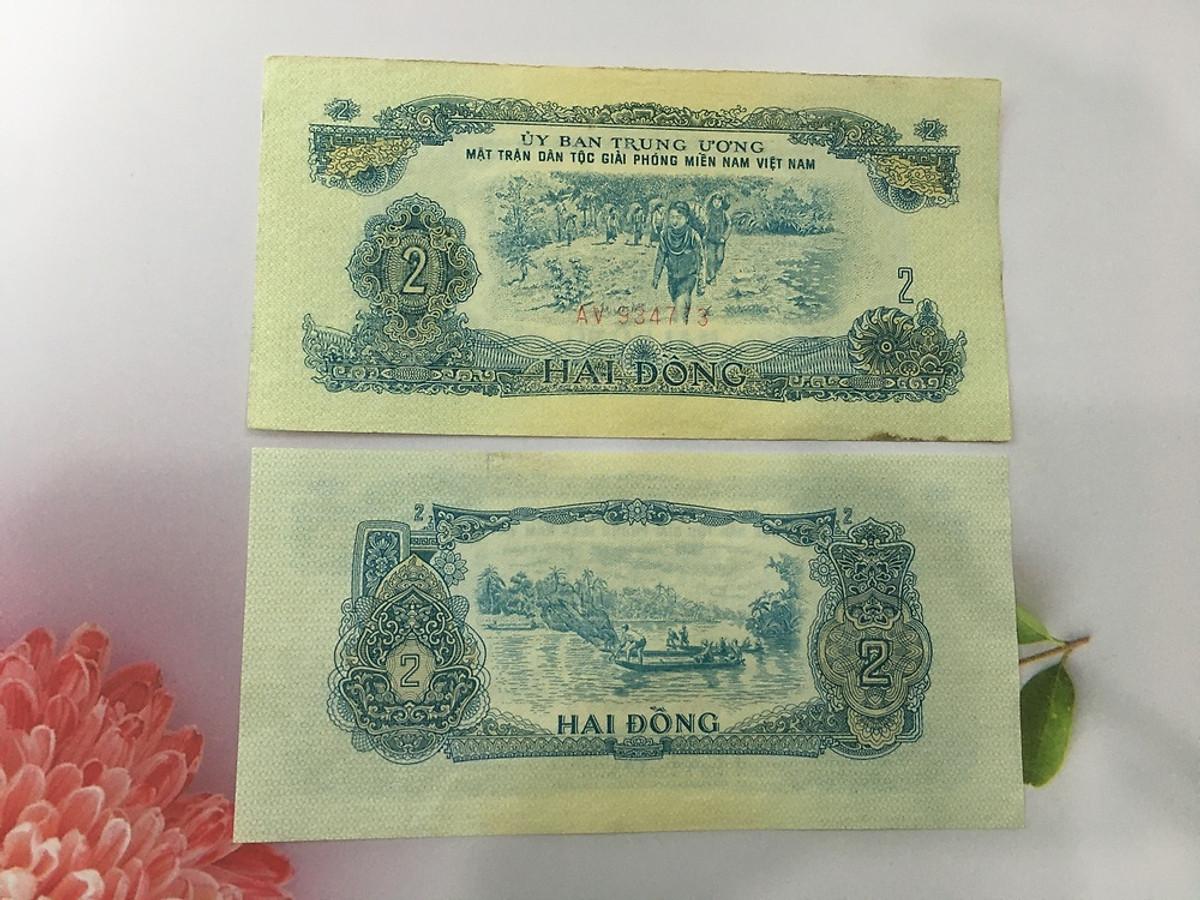 2 2
ỦY BAN TRUNG ƯƠNG
MẶT TRẬN DÂN TỘC GIẢI PHÓNG MIỀN NAM VIỆT NAM
2
2
HAI ĐỒNG
2 2
2 2
HAI ĐỒNG